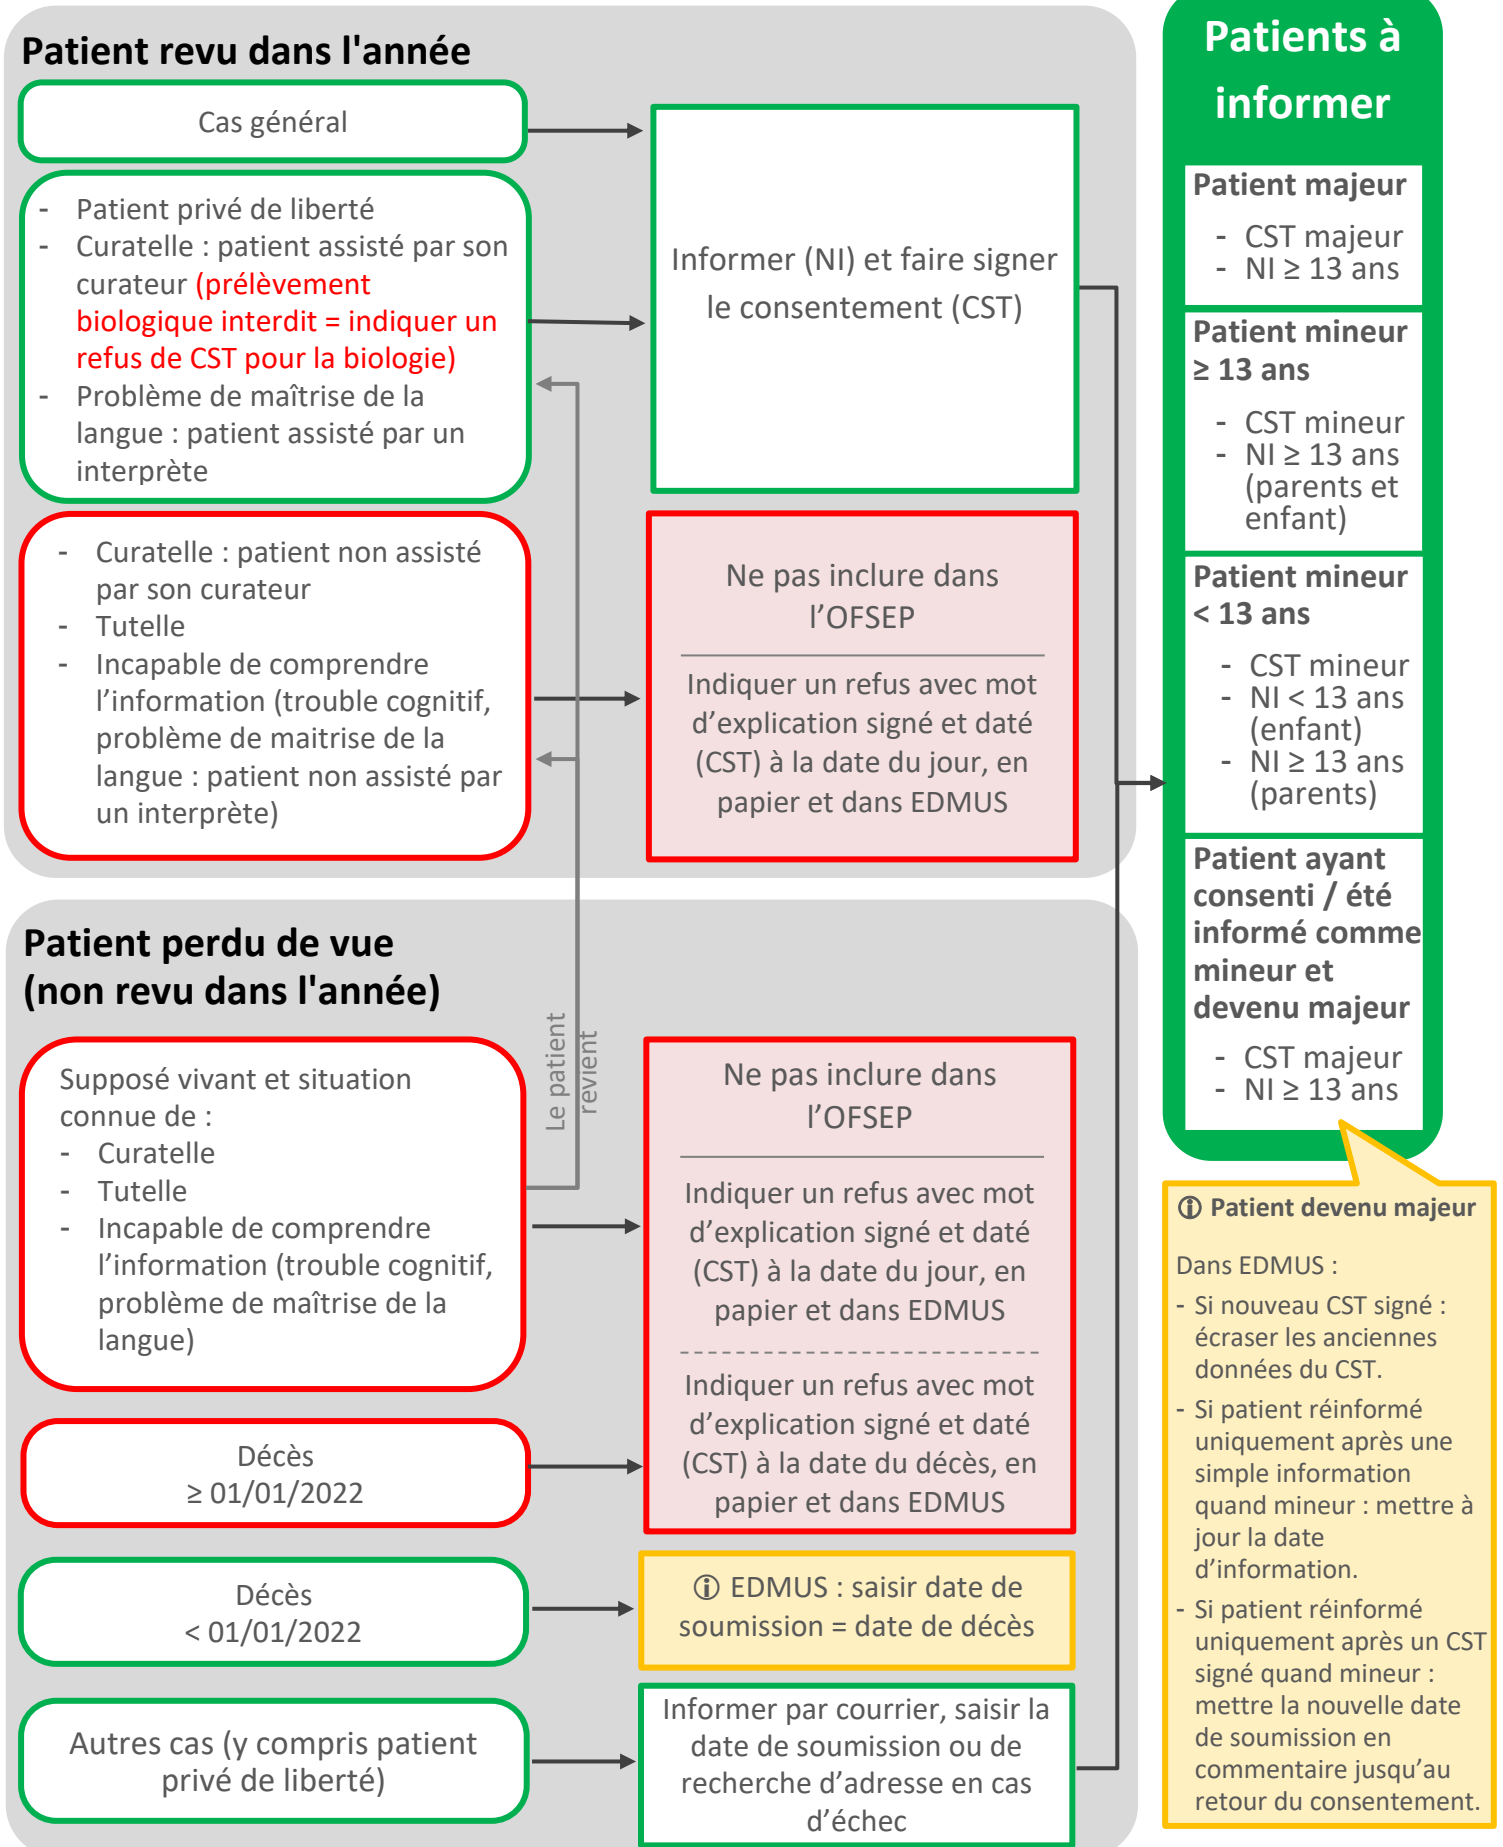 Patient revu dans l'année
Cas général
- Patient privé de liberté
- Curatelle : patient assisté par son
curateur (prélèvement
biologique interdit = indiquer un
refus de CST pour la biologie)
- Problème de maîtrise de la
langue : patient assisté par un
interprète
Informer (NI) et faire signer
le consentement (CST)
- Curatelle : patient non assisté
par son curateur
- Tutelle
- Incapable de comprendre
l’information (trouble cognitif,
problème de maitrise de la
langue : patient non assisté par
un interprète)
Ne pas inclure dans
l’OFSEP
Indiquer un refus avec mot
d’explication signé et daté
(CST) à la date du jour, en
papier et dans EDMUS
Patient perdu de vue
(non revu dans l'année)
Le patient
revient
Supposé vivant et situation
connue de :
- Curatelle
- Tutelle
- Incapable de comprendre
l’information (trouble cognitif,
problème de maîtrise de la
langue)
Ne pas inclure dans
l’OFSEP
Indiquer un refus avec mot
d’explication signé et daté
(CST) à la date du jour, en
papier et dans EDMUS
Indiquer un refus avec mot
d’explication signé et daté
(CST) à la date du décès, en
papier et dans EDMUS
Décès
≥ 01/01/2022
Décès
< 01/01/2022
🛈 EDMUS : saisir date de
soumission = date de décès
Autres cas (y compris patient
privé de liberté)
Informer par courrier, saisir la
date de soumission ou de
recherche d’adresse en cas
d’échec
Patients à
informer
Patient majeur
- CST majeur
- NI ≥ 13 ans
Patient mineur
≥ 13 ans
- CST mineur
- NI ≥ 13 ans
(parents et
enfant)
Patient mineur
< 13 ans
- CST mineur
- NI < 13 ans
(enfant)
- NI ≥ 13 ans
(parents)
Patient ayant
consenti / été
informé comme
mineur et
devenu majeur
- CST majeur
- NI ≥ 13 ans
🛈 Patient devenu majeur
Dans EDMUS :
- Si nouveau CST signé :
écraser les anciennes
données du CST.
- Si patient réinformé
uniquement après une
simple information
quand mineur : mettre à
jour la date
d’information.
- Si patient réinformé
uniquement après un CST
signé quand mineur :
mettre la nouvelle date
de soumission en
commentaire jusqu’au
retour du consentement.